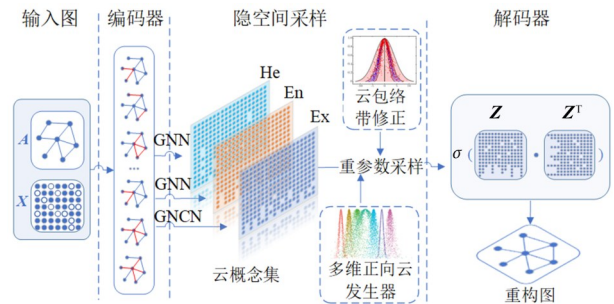 输入图
编码器
隐空间采样
解码器
A
X
...
GNN
GNN
GNCN
He
En
Ex
云概念集
云包络
带修正
重参数采样
多维正向云
发生器
Z
Zᵀ
σ ( • )
重构图